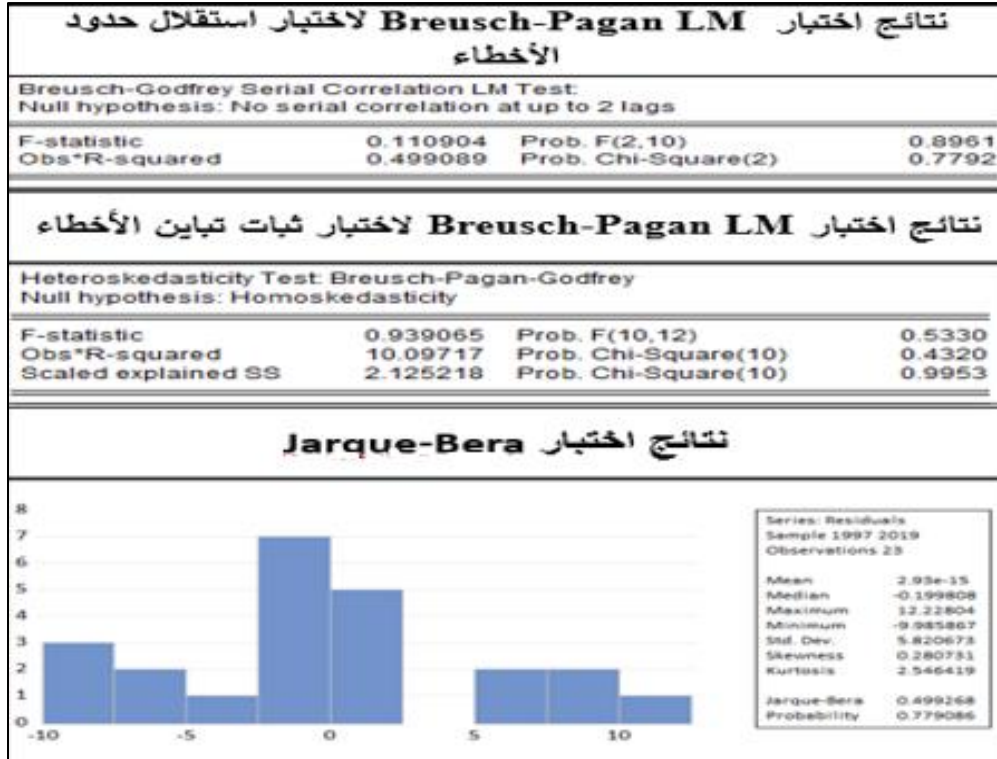 نتائج اختبار Breusch-Pagan LM لاختبار استقلال حدود
الأخطاء
Breusch-Godfrey Serial Correlation LM Test:
Null hypothesis: No serial correlation at up to 2 lags
F-statistic 0.110904 Prob. F(2,10) 0.8961
Obs*R-squared 0.499089 Prob. Chi-Square(2) 0.7792
نتائج اختبار Breusch-Pagan LM لاختبار ثبات تباين الأخطاء
Heteroskedasticity Test: Breusch-Pagan-Godfrey
Null hypothesis: Homoskedasticity
F-statistic 0.939065 Prob. F(10,12) 0.5330
Obs*R-squared 10.09717 Prob. Chi-Square(10) 0.4320
Scaled explained SS 2.125218 Prob. Chi-Square(10) 0.9953
نتائج اختبار Jarque-Bera
8
7
6
5
4
3
2
1
0
-10 -5 0 5 10
Series: Residuals
Sample 1997 2019
Observations 23
Mean 2.93e-15
Median -0.199808
Maximum 12.22804
Minimum -9.985867
Std. Dev. 5.820673
Skewness 0.280731
Kurtosis 2.546419
Jarque-Bera 0.499268
Probability 0.779086